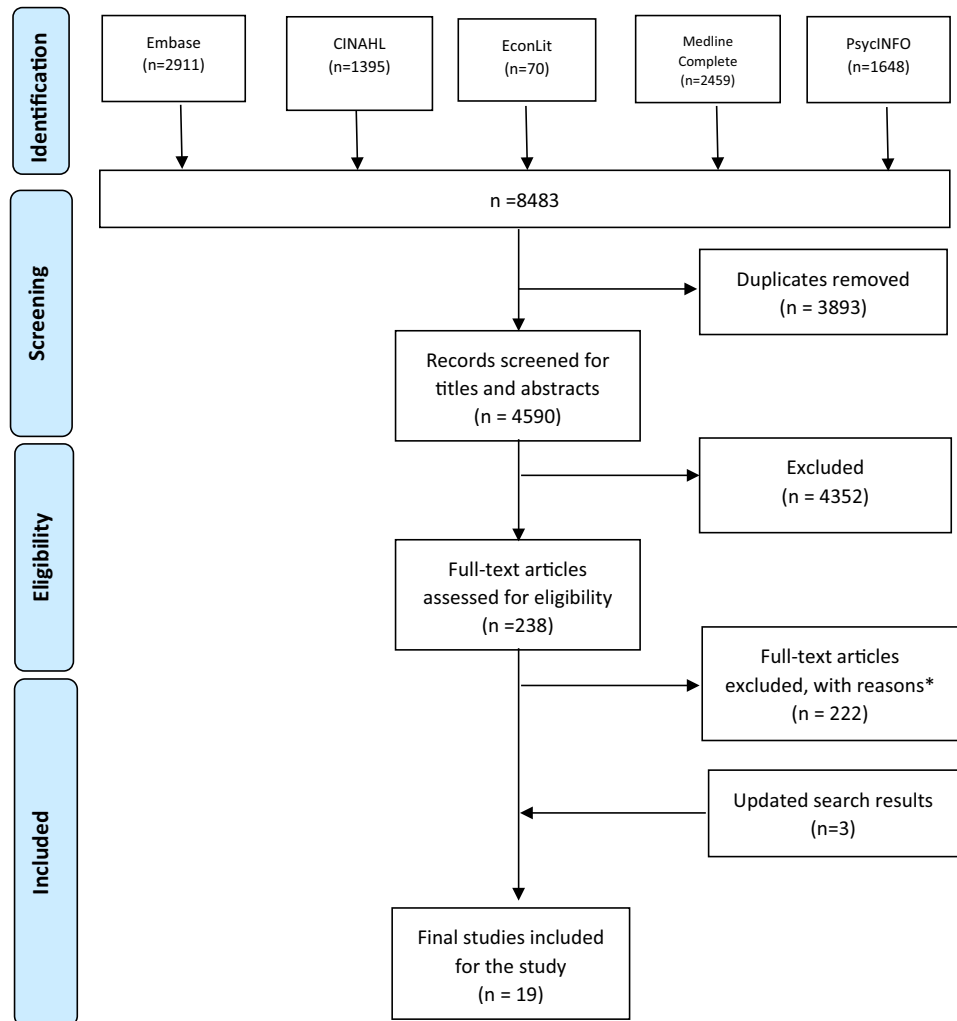 Identification
Embase
(n=2911)
CINAHL
(n=1395)
EconLit
(n=70)
Medline
Complete
(n=2459)
PsycINFO
(n=1648)
n =8483
Screening
Duplicates removed
(n = 3893)
Records screened for
titles and abstracts
(n = 4590)
Eligibility
Excluded
(n = 4352)
Full-text articles
assessed for eligibility
(n =238)
Full-text articles
excluded, with reasons*
(n = 222)
Included
Updated search results
(n=3)
Final studies included
for the study
(n = 19)